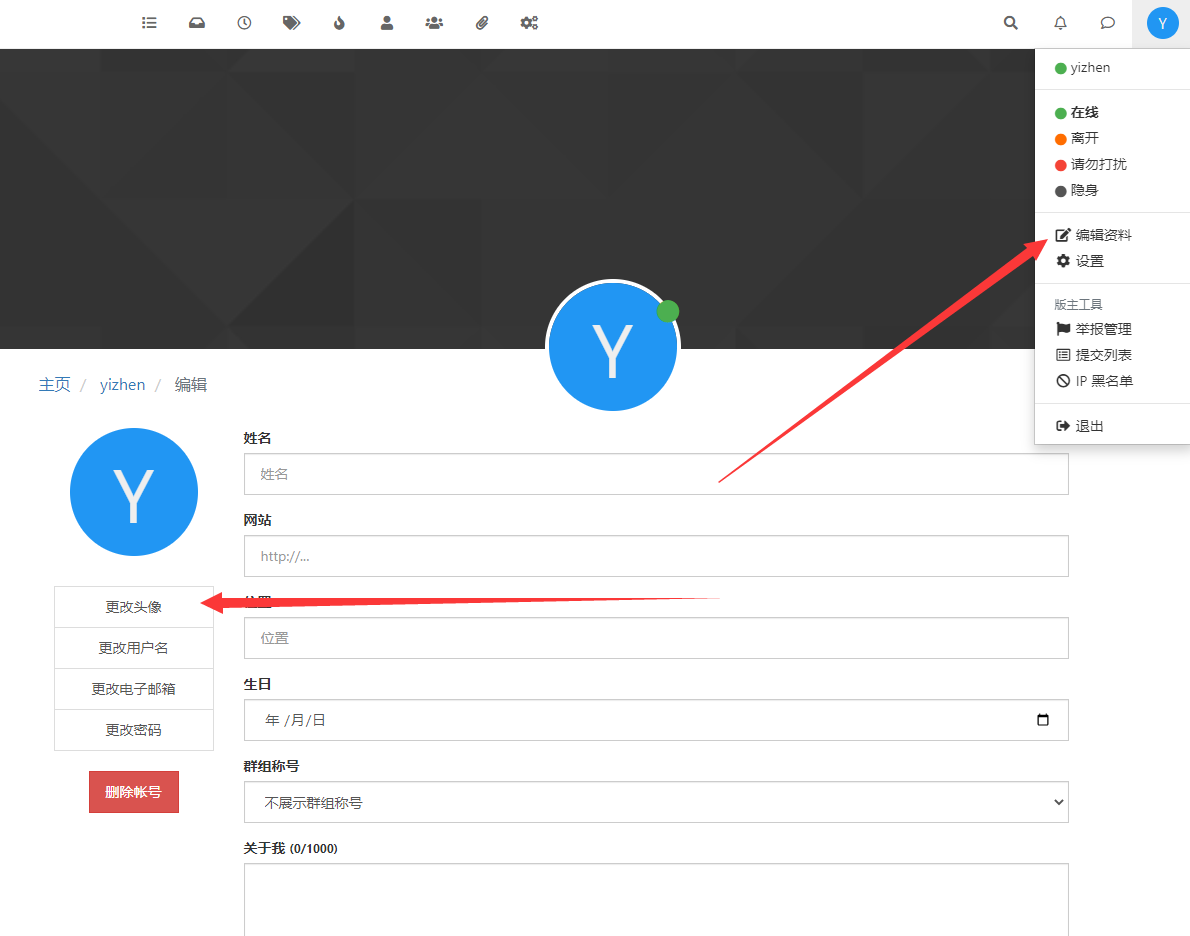 Y
yizhen
在线
离开
请勿打扰
隐身
编辑资料
设置
版主工具
举报管理
提交列表
IP 黑名单
退出
Y
主页 / yizhen / 编辑
Y
更改头像
更改用户名
更改电子邮箱
更改密码
删除帐号
姓名
姓名
网站
http://...
位置
位置
生日
年 /月/日
群组称号
不展示群组称号
关于我 (0/1000)